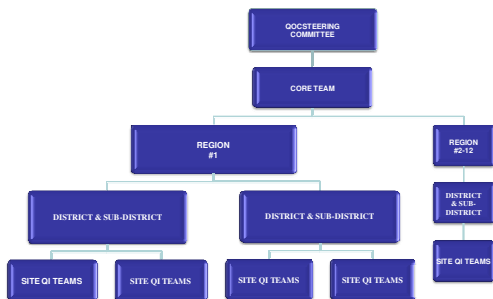 QOCSTEERING
COMMITTEE
CORE TEAM
REGION
#1
REGION
#2-12
DISTRICT & SUB-DISTRICT
DISTRICT & SUB-DISTRICT
DISTRICT
& SUB-
DISTRICT
SITE QI TEAMS
SITE QI TEAMS
SITE QI TEAMS
SITE QI TEAMS
SITE QI TEAMS